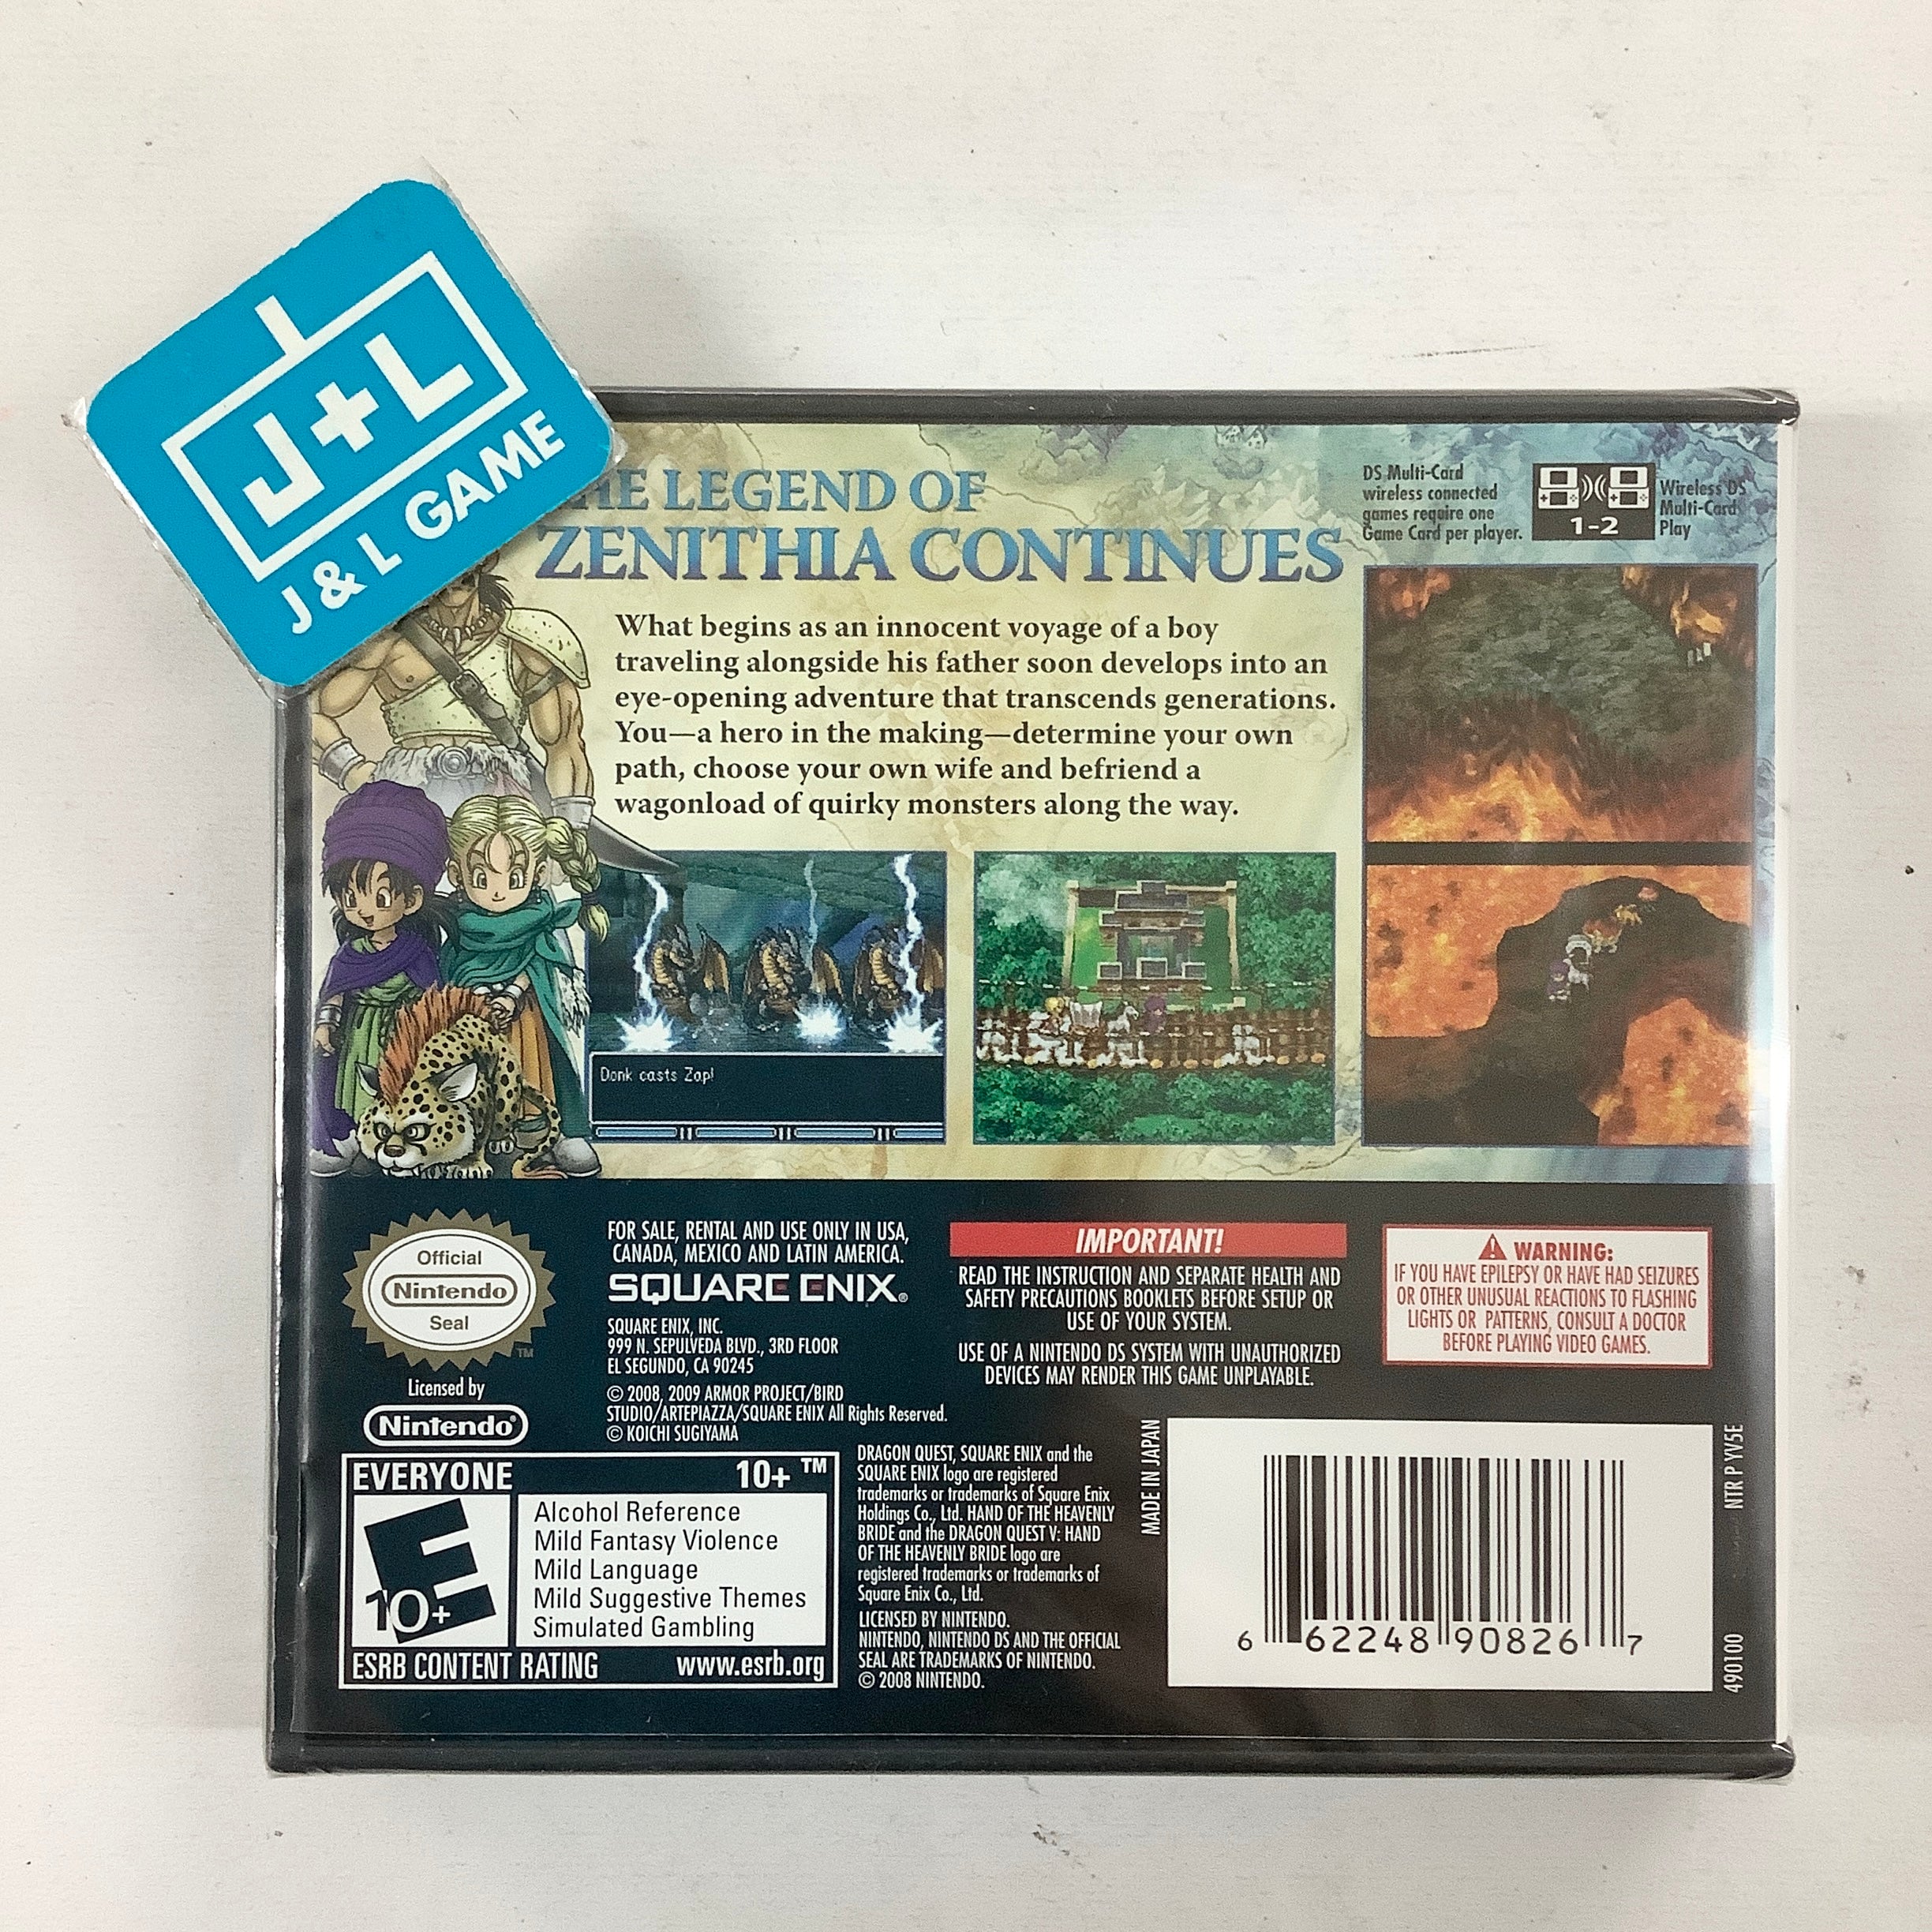 J+L
J & L GAME
HE LEGEND OF
ZENITHIA CONTINUES
DS Multi-Card
wireless connected
games require one
Game Card per player.
1-2
Wireless DS
Multi-Card
Play
What begins as an innocent voyage of a boy
traveling alongside his father soon develops into an
eye-opening adventure that transcends generations.
You—a hero in the making—determine your own
path, choose your own wife and befriend a
wagonload of quirky monsters along the way.
Donk casts Zap!
Official
Nintendo
Seal
TM
Licensed by
Nintendo®
FOR SALE, RENTAL AND USE ONLY IN USA,
CANADA, MEXICO AND LATIN AMERICA.
SQUARE ENIX®
SQUARE ENIX, INC.
999 N. SEPULVEDA BLVD., 3RD FLOOR
EL SEGUNDO, CA 90245
© 2008, 2009 ARMOR PROJECT/BIRD
STUDIO/ARTEPIAZZA/SQUARE ENIX All Rights Reserved.
© KOICHI SUGIYAMA
IMPORTANT!
READ THE INSTRUCTION AND SEPARATE HEALTH AND
SAFETY PRECAUTIONS BOOKLETS BEFORE SETUP OR
USE OF YOUR SYSTEM.
USE OF A NINTENDO DS SYSTEM WITH UNAUTHORIZED
DEVICES MAY RENDER THIS GAME UNPLAYABLE.
WARNING:
IF YOU HAVE EPILEPSY OR HAVE HAD SEIZURES
OR OTHER UNUSUAL REACTIONS TO FLASHING
LIGHTS OR PATTERNS, CONSULT A DOCTOR
BEFORE PLAYING VIDEO GAMES.
EVERYONE 10+ ™
E
10+
Alcohol Reference
Mild Fantasy Violence
Mild Language
Mild Suggestive Themes
Simulated Gambling
ESRB CONTENT RATING www.esrb.org
DRAGON QUEST, SQUARE ENIX and the
SQUARE ENIX logo are registered
trademarks or trademarks of Square Enix
Holdings Co., Ltd. HAND OF THE HEAVENLY
BRIDE and the DRAGON QUEST V: HAND
OF THE HEAVENLY BRIDE logo are
registered trademarks or trademarks of
Square Enix Co., Ltd.
LICENSED BY NINTENDO.
NINTENDO, NINTENDO DS AND THE OFFICIAL
SEAL ARE TRADEMARKS OF NINTENDO.
© 2008 NINTENDO.
MADE IN JAPAN
6 62248 90826 7
NTR P YV5E
490100